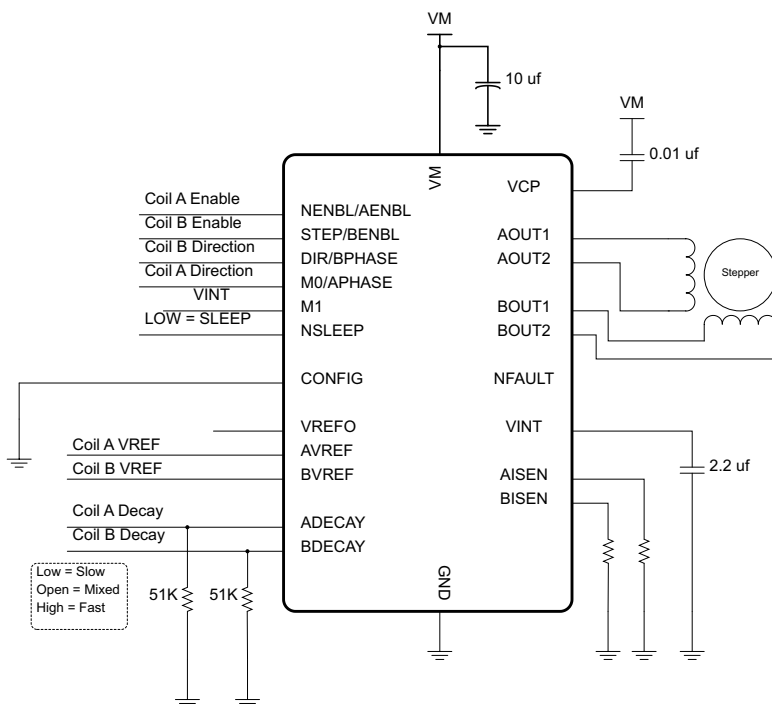 VM
10 uf
VM
0.01 uf
VM
VCP
Coil A Enable
NENBL/AENBL
Coil B Enable
STEP/BENBL
AOUT1
Coil B Direction
DIR/BPHASE
AOUT2
Stepper
Coil A Direction
M0/APHASE
VINT
M1
BOUT1
LOW = SLEEP
NSLEEP
BOUT2
CONFIG
NFAULT
VREFO
VINT
Coil A VREF
AVREF
Coil B VREF
BVREF
AISEN
2.2 uf
BISEN
Coil A Decay
ADECAY
Coil B Decay
BDECAY
Low = Slow
Open = Mixed
High = Fast
51K
51K
GND